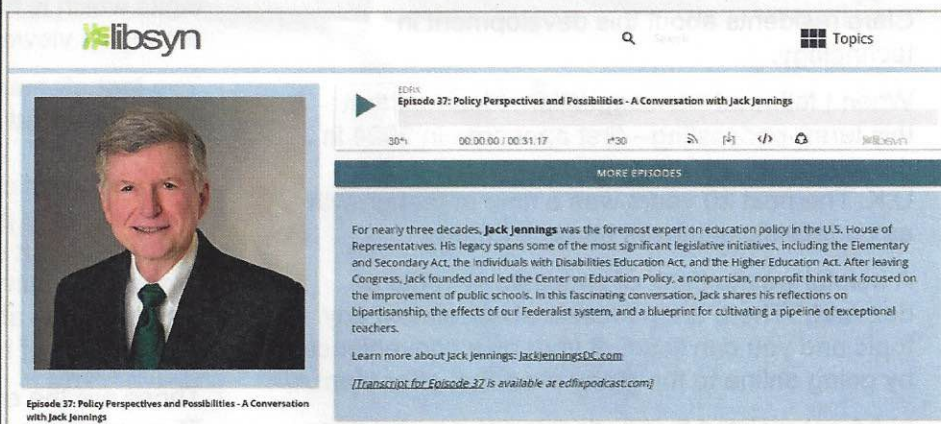 libsyn
Search
Topics
EDFIX
Episode 37: Policy Perspectives and Possibilities - A Conversation with Jack Jennings
00:00:00 / 00:31:17
libsyn
MORE EPISODES
For nearly three decades, Jack Jennings was the foremost expert on education policy in the U.S. House of
Representatives. His legacy spans some of the most significant legislative initiatives, including the Elementary
and Secondary Act, the Individuals with Disabilities Education Act, and the Higher Education Act. After leaving
Congress, Jack founded and led the Center on Education Policy, a nonpartisan, nonprofit think tank focused on
the improvement of public schools. In this fascinating conversation, Jack shares his reflections on
bipartisanship, the effects of our Federalist system, and a blueprint for cultivating a pipeline of exceptional
teachers.
Learn more about Jack Jennings: JackJenningsDC.com
[Transcript for Episode 37 is available at edfixpodcast.com]
Episode 37: Policy Perspectives and Possibilities - A Conversation
with Jack Jennings